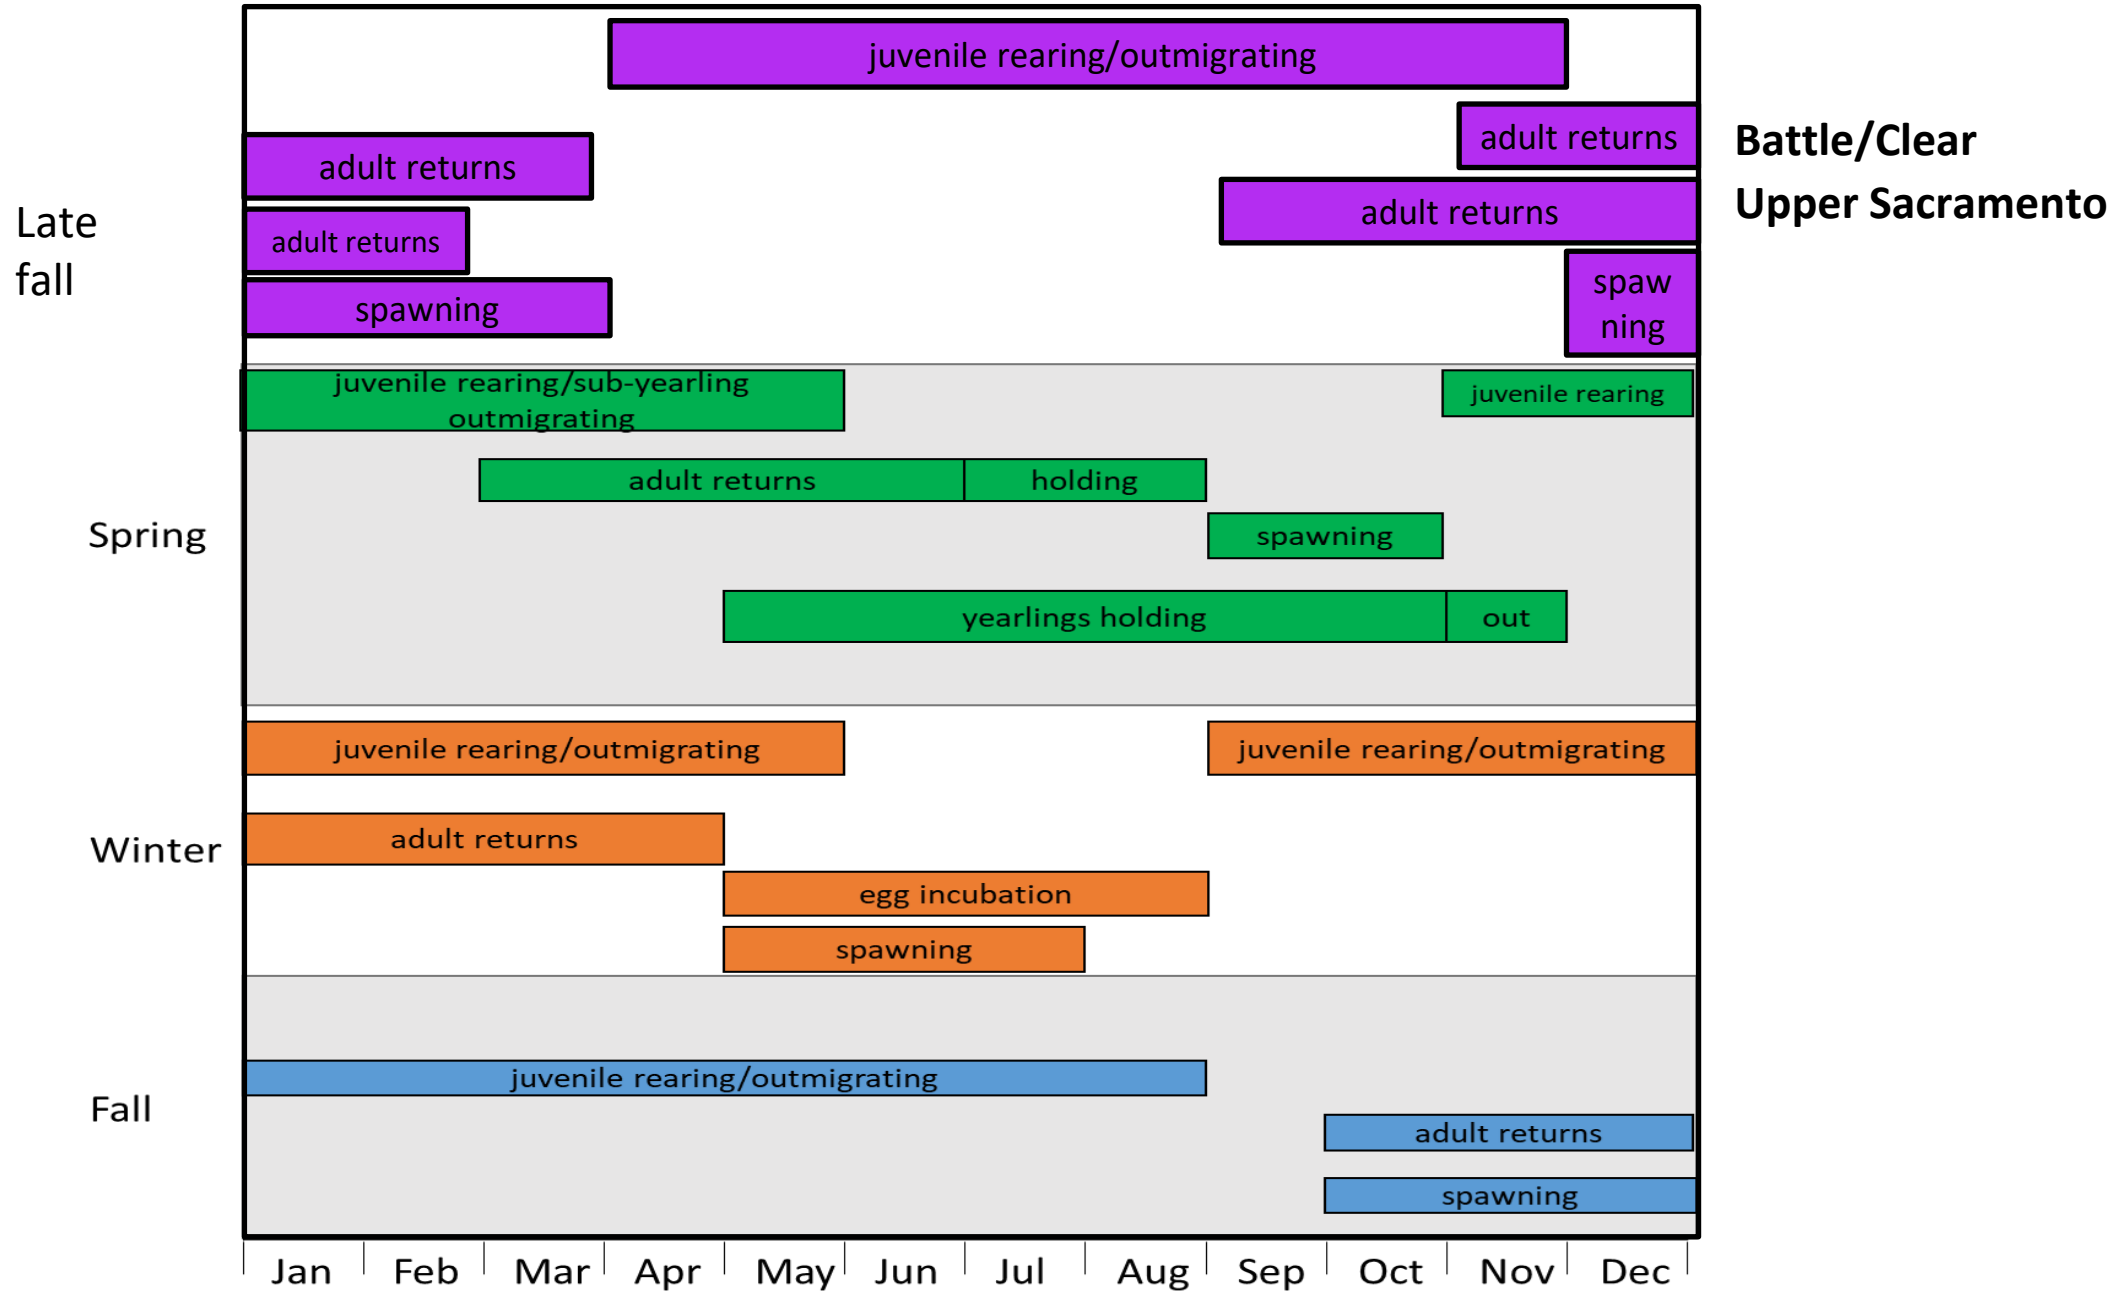 juvenile rearing/outmigrating
adult returns
Battle/Clear
adult returns
adult returns
Upper Sacramento
Late
fall
adult returns
spaw
ning
spawning
juvenile rearing/sub-yearling
outmigrating
juvenile rearing
adult returns
holding
Spring
spawning
yearlings holding
out
juvenile rearing/outmigrating
juvenile rearing/outmigrating
Winter
adult returns
egg incubation
spawning
juvenile rearing/outmigrating
Fall
adult returns
spawning
Jan Feb Mar Apr May Jun Jul Aug Sep Oct Nov Dec